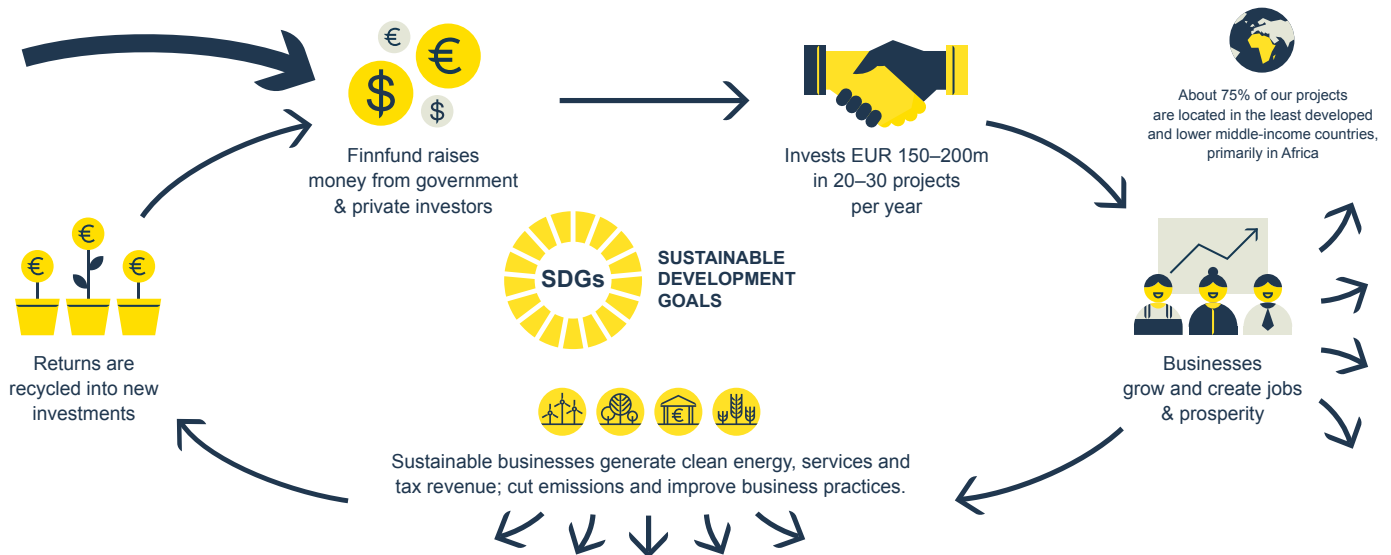 €
€
$
$
Finnfund raises
money from government
& private investors
Invests EUR 150–200m
in 20–30 projects
per year
About 75% of our projects
are located in the least developed
and lower middle-income countries,
primarily in Africa
Businesses
grow and create jobs
& prosperity
SDGs
SUSTAINABLE
DEVELOPMENT
GOALS
€
Sustainable businesses generate clean energy, services and
tax revenue; cut emissions and improve business practices.
€
€
€
Returns are
recycled into new
investments